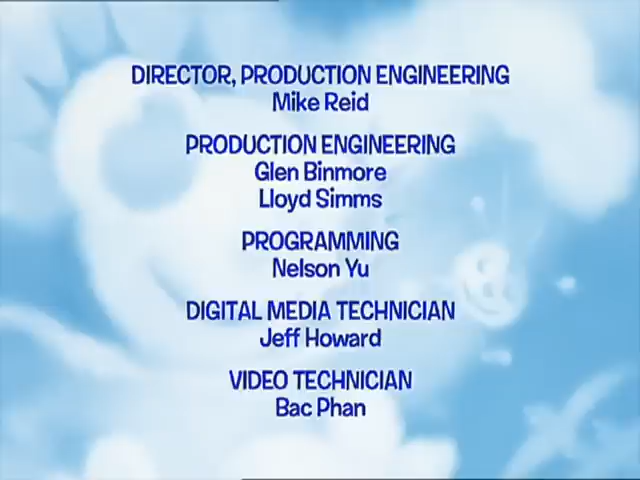 DIRECTOR, PRODUCTION ENGINEERING
Mike Reid
PRODUCTION ENGINEERING
Glen Binmore
Lloyd Simms
PROGRAMMING
Nelson Yu
DIGITAL MEDIA TECHNICIAN
Jeff Howard
VIDEO TECHNICIAN
Bac Phan